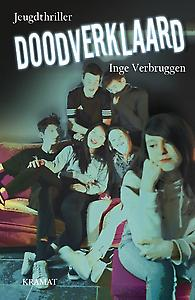 Jeugdthriller
DOODVERKLAARD
Inge Verbruggen
KRAMAT